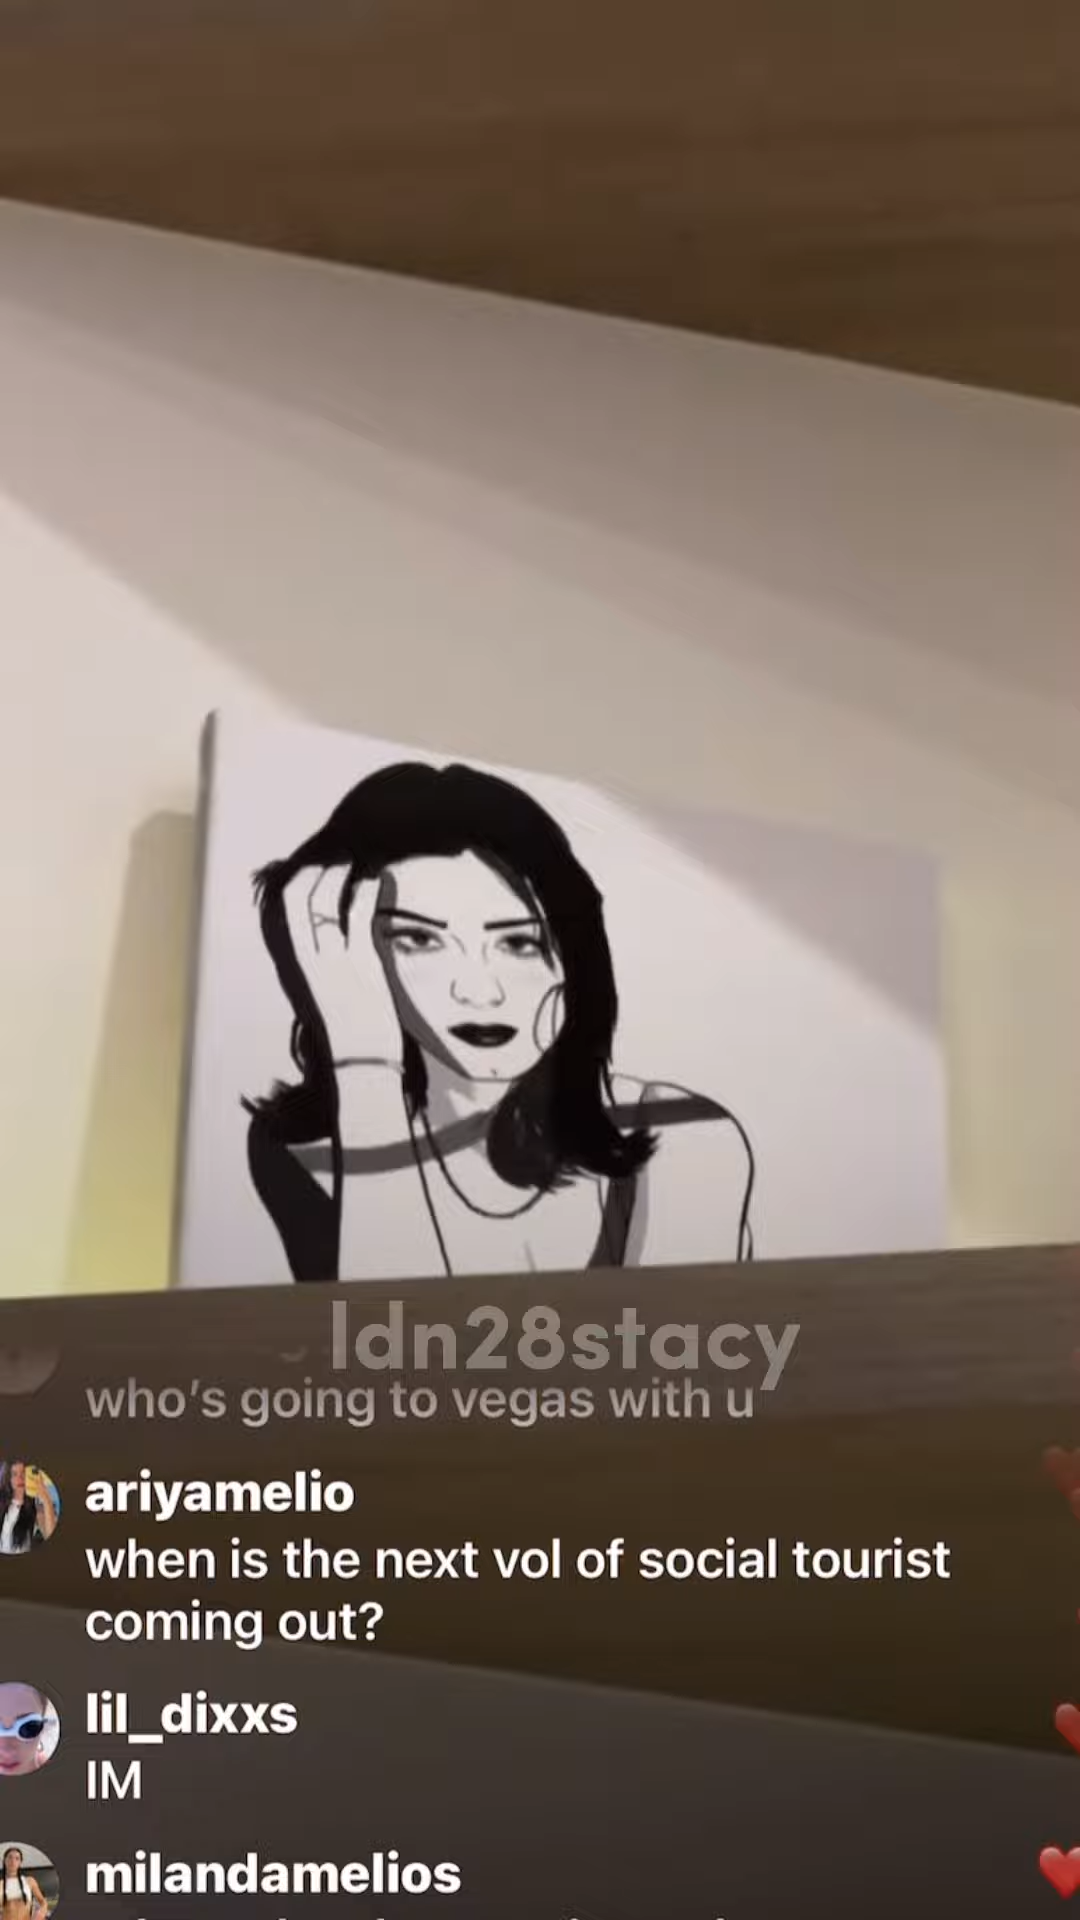 ldn28stacy
who's going to vegas with u
ariyamelio
when is the next vol of social tourist
coming out?
lil_dixxs
IM
milandamelios